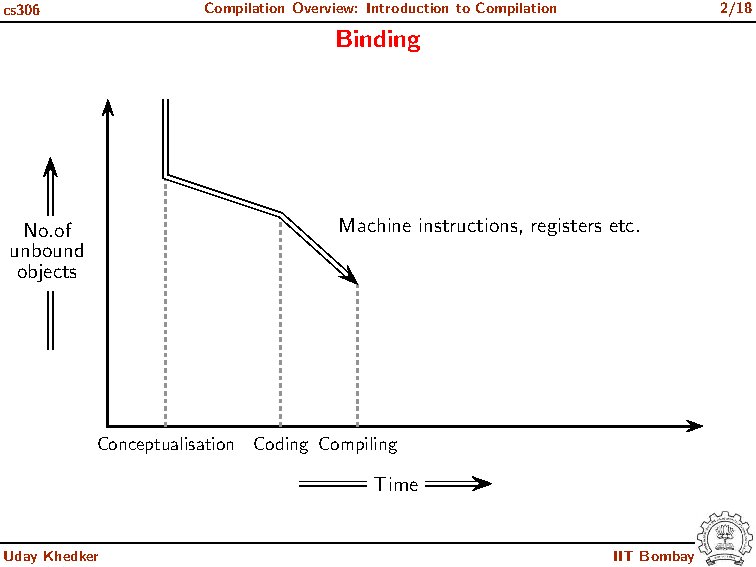 cs306
Compilation Overview: Introduction to Compilation
2/18
Binding
No.of
unbound
objects
Machine instructions, registers etc.
Conceptualisation
Coding
Compiling
Time
Uday Khedker
IIT Bombay